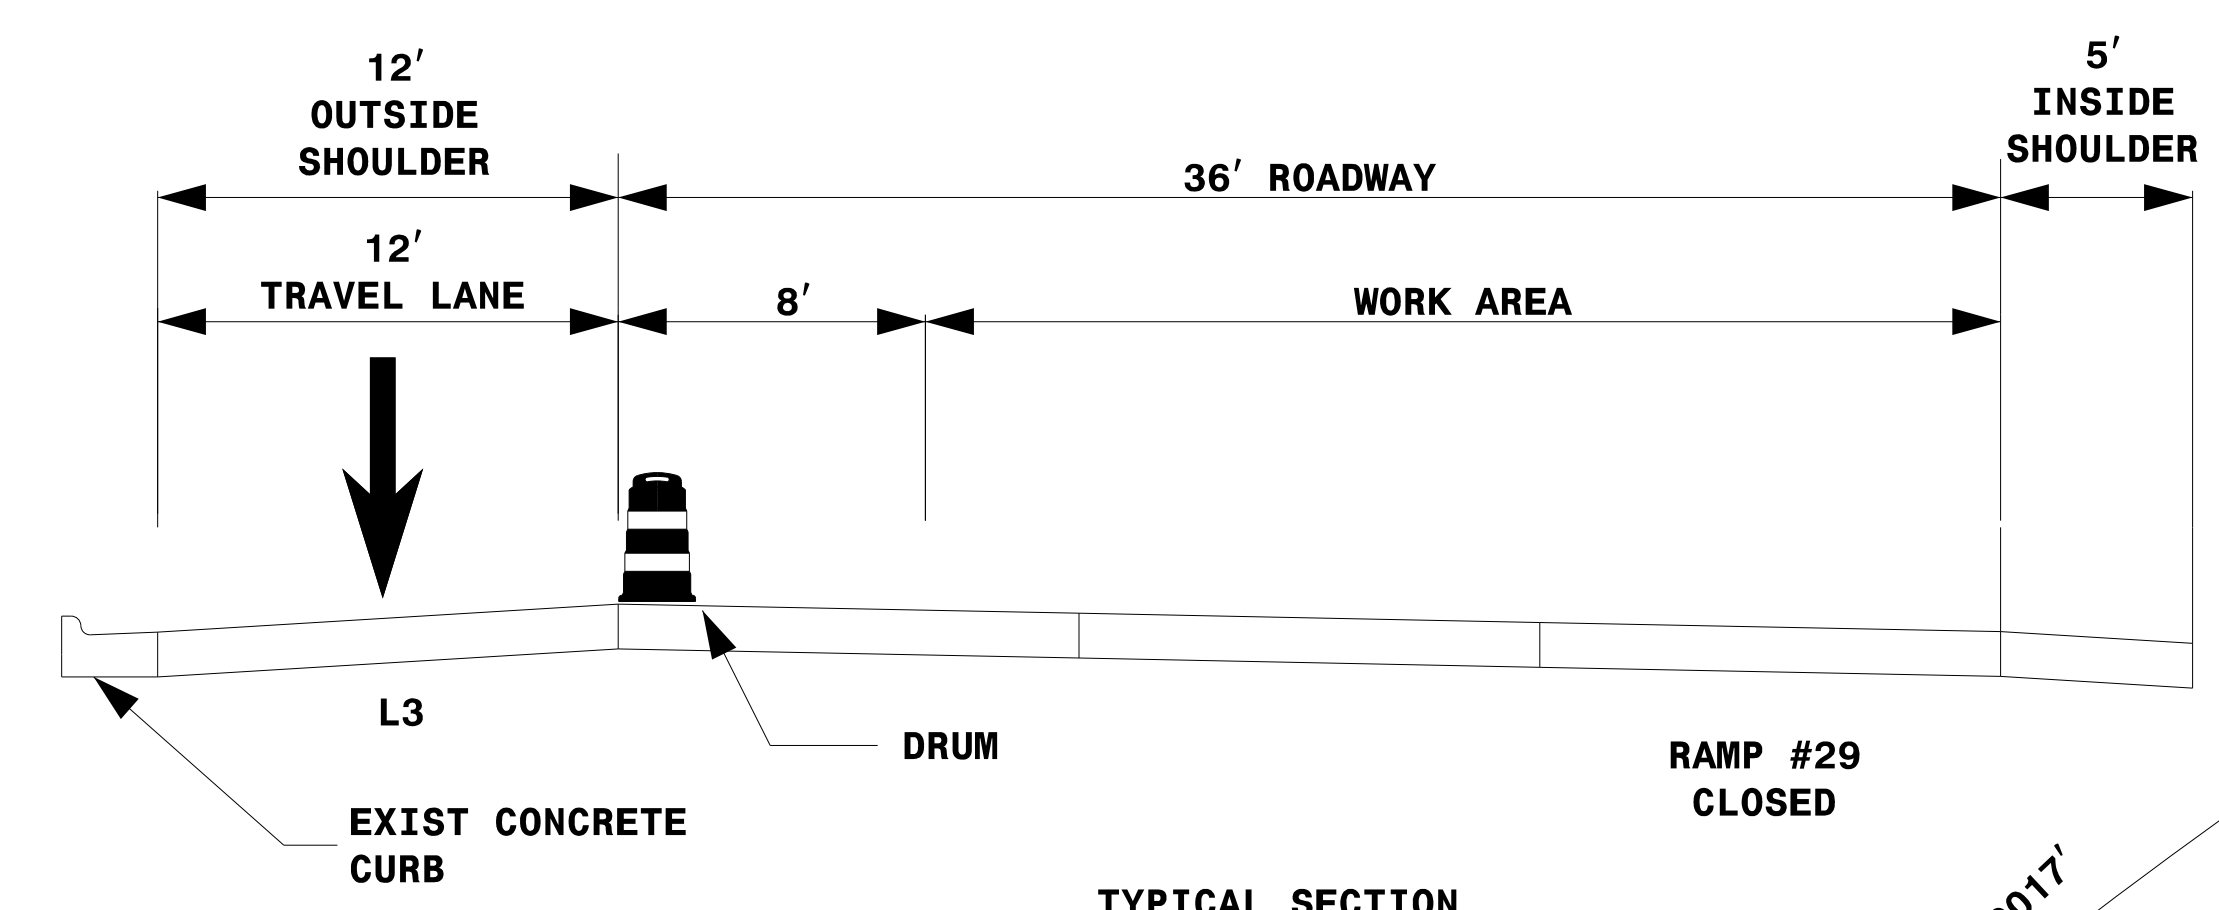 12'
OUTSIDE
SHOULDER
36' ROADWAY
5'
INSIDE
SHOULDER
12'
TRAVEL LANE
8'
WORK AREA
L3
DRUM
EXIST CONCRETE
CURB
RAMP #29
CLOSED
TYPICAL SECTION